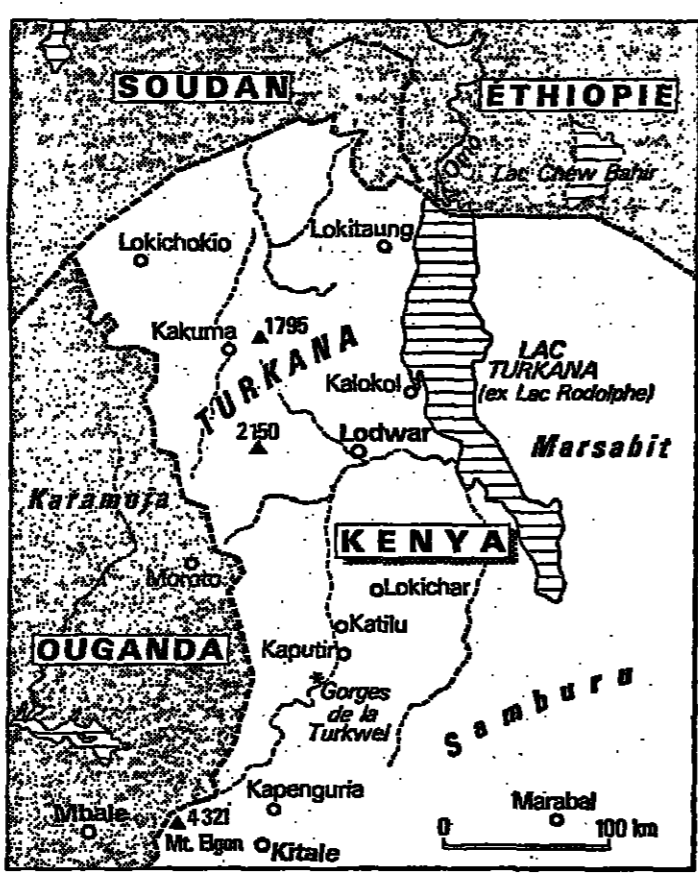 SOUDAN
ÉTHIOPIE
Omo
Lac Chew Bahir
Lokichokio
Lokitaung
Kakuma
1795
TURKANA
LAC
TURKANA
(ex Lac Rodolphe)
Kalokol
2150
Lodwar
Marsabit
Karamoja
KENYA
Moroto
Lokichar
Katilu
OUGANDA
Kaputir
Gorges
de la
Turkwel
Samburu
Kapenguria
Marabal
Mbale
4321
Mt. Elgon
Kitale
0 100 km